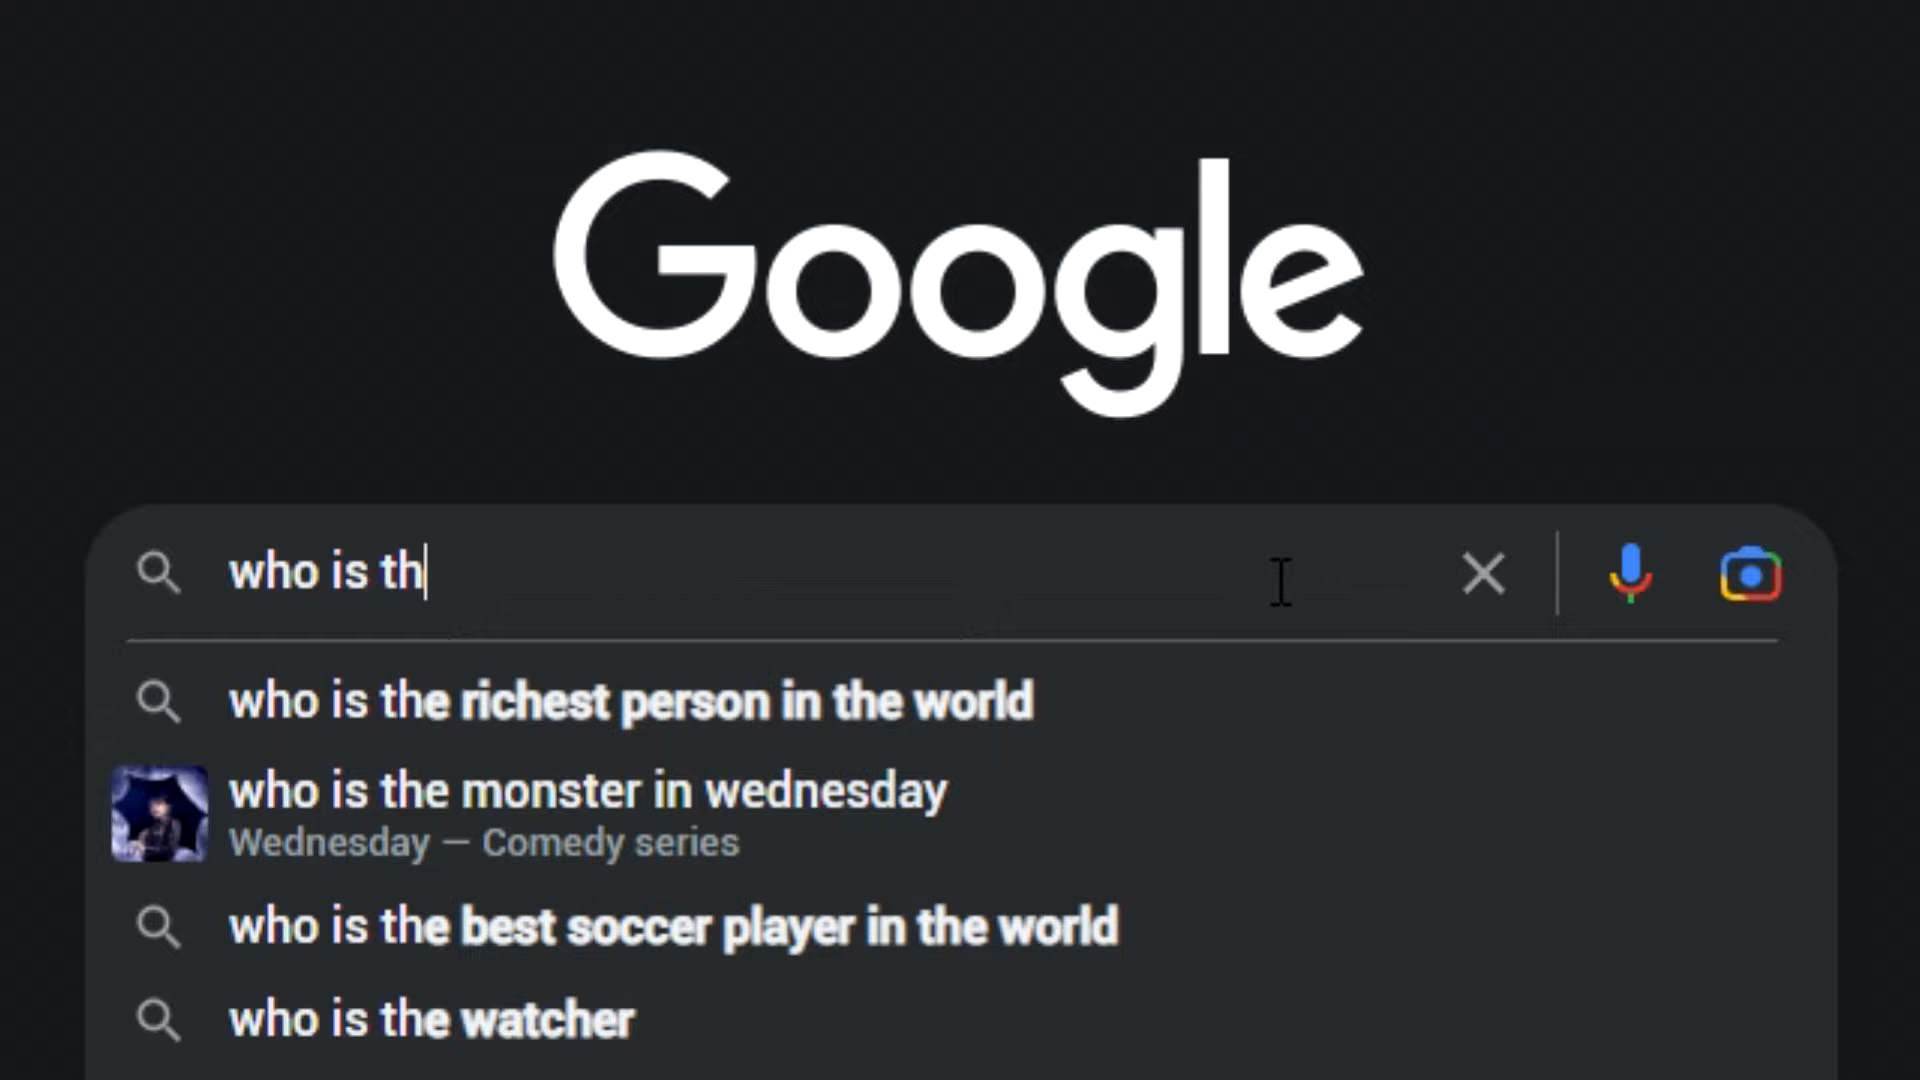 Google
who is th
who is the richest person in the world
who is the monster in wednesday
Wednesday — Comedy series
who is the best soccer player in the world
who is the watcher